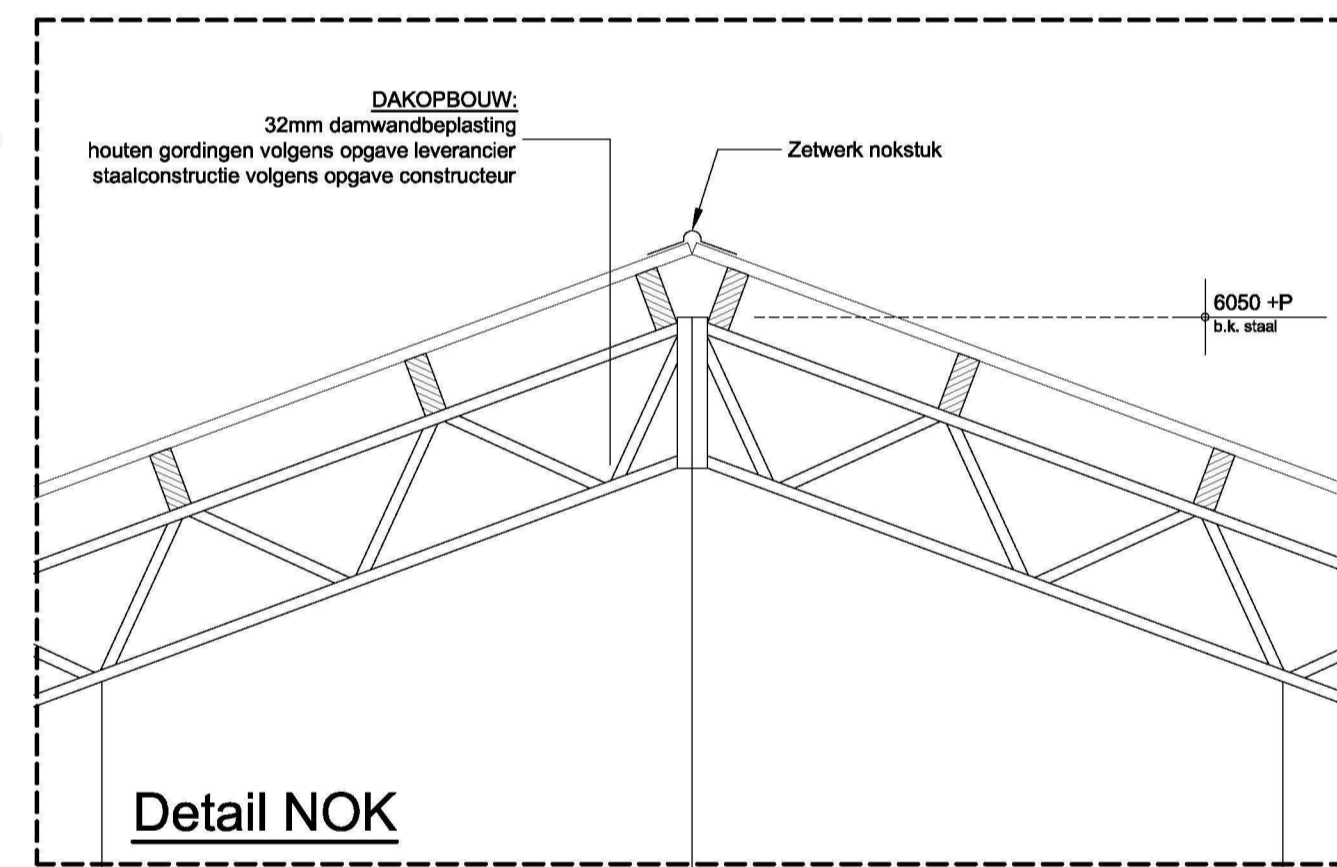 DAKOPBOUW:
32mm damwandbeplasting
houten gordingen volgens opgave leverancier
staalconstructie volgens opgave constructeur
Zetwerk nokstuk
6050 +P
b.k. staal
Detail NOK